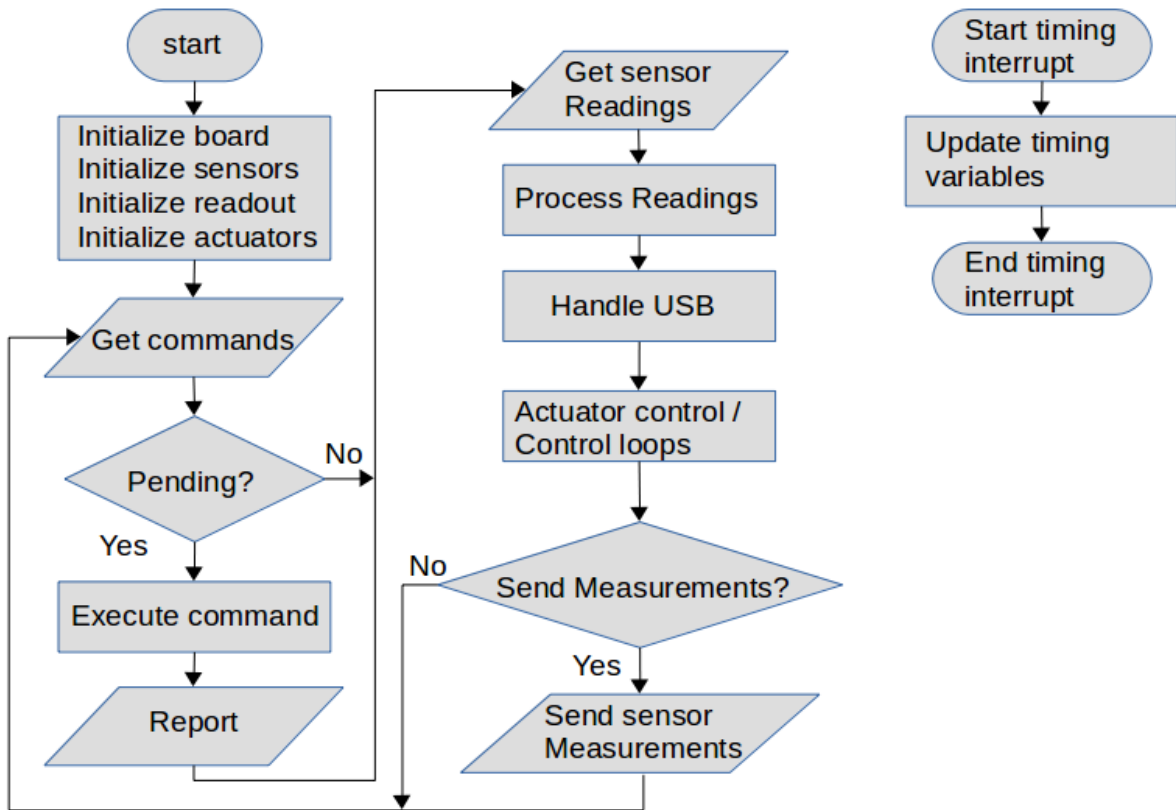 start
Initialize board
Initialize sensors
Initialize readout
Initialize actuators
Get commands
Pending?
No
Yes
Execute command
Report
Get sensor
Readings
Process Readings
Handle USB
Actuator control /
Control loops
Send Measurements?
No
Yes
Send sensor
Measurements
Start timing
interrupt
Update timing
variables
End timing
interrupt